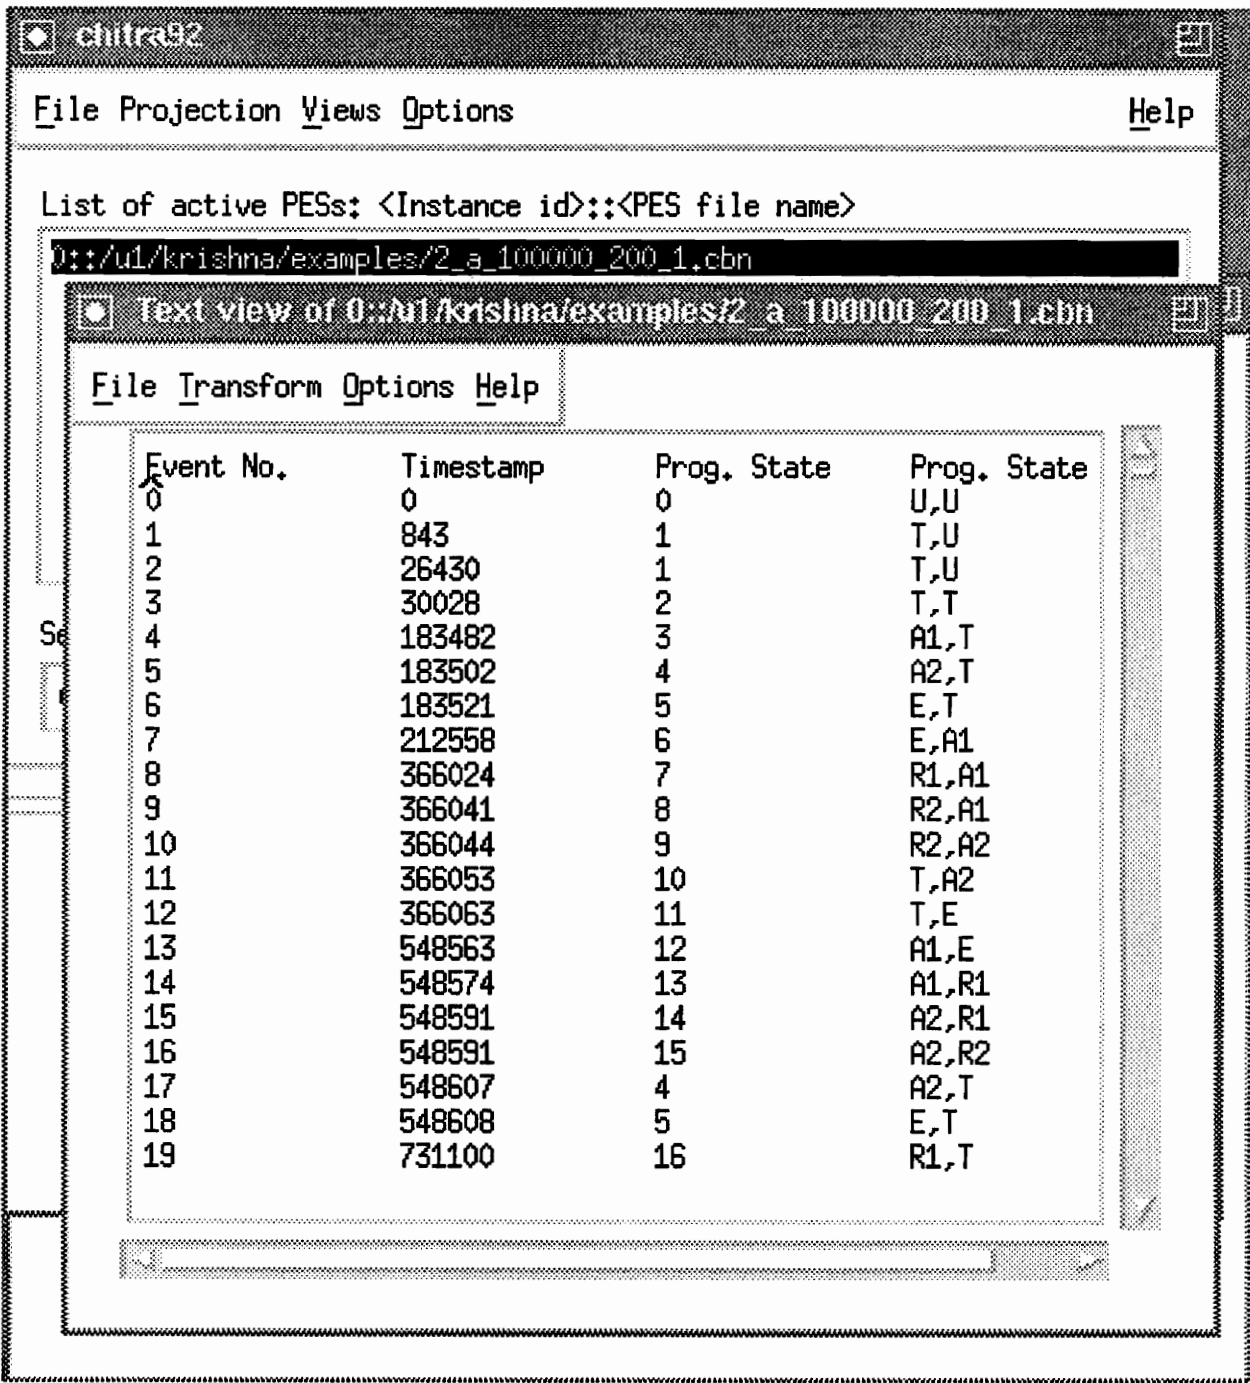 chitra92
File Projection Views Options Help
List of active PESs: <Instance id>::<PES file name>
0::/u1/krishna/examples/2_a_100000_200_1.cbn
Text view of 0::/u1/krishna/examples/2_a_100000_200_1.cbn
File Transform Options Help
Event No. Timestamp Prog. State Prog. State
0 0 0 U,U
1 843 1 T,U
2 26430 1 T,U
3 30028 2 T,T
Se
4 183482 3 A1,T
5 183502 4 A2,T
6 183521 5 E,T
7 212558 6 E,A1
8 366024 7 R1,A1
9 366041 8 R2,A1
10 366044 9 R2,A2
11 366053 10 T,A2
12 366063 11 T,E
13 548563 12 A1,E
14 548574 13 A1,R1
15 548591 14 A2,R1
16 548591 15 A2,R2
17 548607 4 A2,T
18 548608 5 E,T
19 731100 16 R1,T